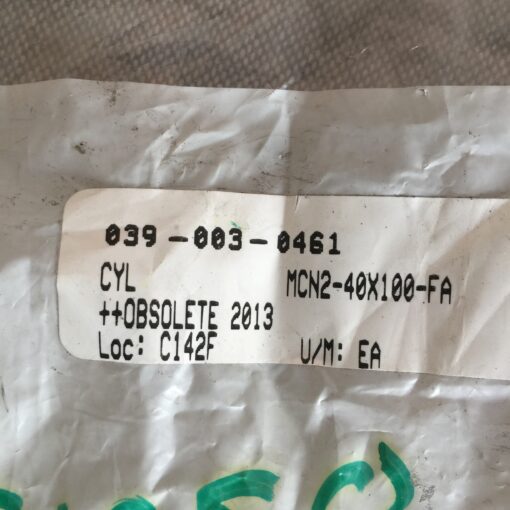 039-003-0461
CYL MCN2-40X100-FA
++OBSOLETE 2013
Loc: C142F U/M: EA